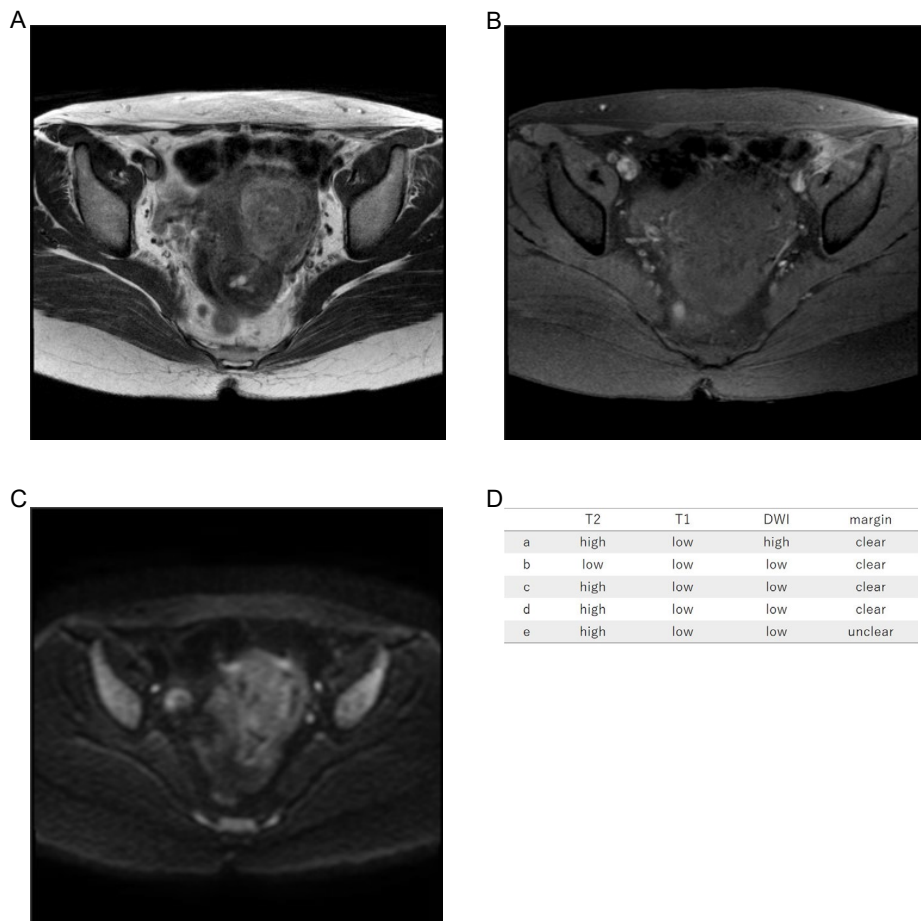 A
B
C
D
T2 T1 DWI margin
a high low high clear
b low low low clear
c high low low clear
d high low low clear
e high low low unclear